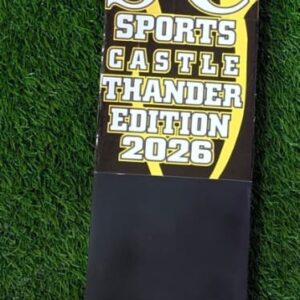 SPORTS
CASTLE
THANDER
EDITION
2026